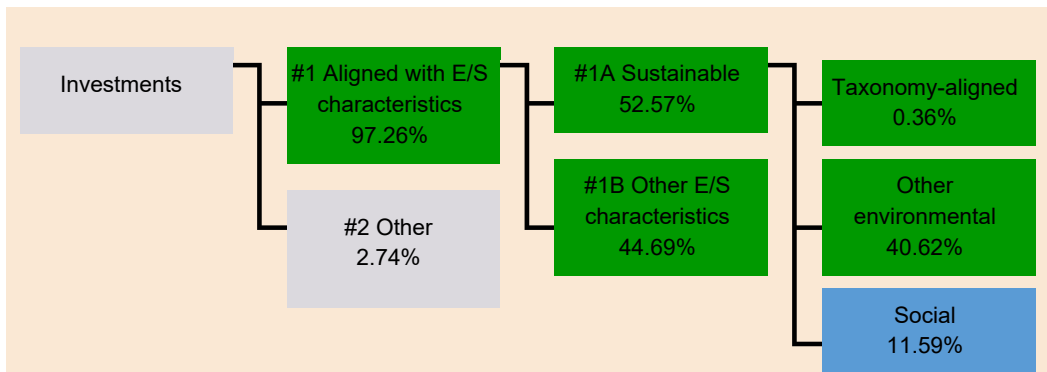 Investments
#1 Aligned with E/S
characteristics
97.26%
#2 Other
2.74%
#1A Sustainable
52.57%
#1B Other E/S
characteristics
44.69%
Taxonomy-aligned
0.36%
Other
environmental
40.62%
Social
11.59%